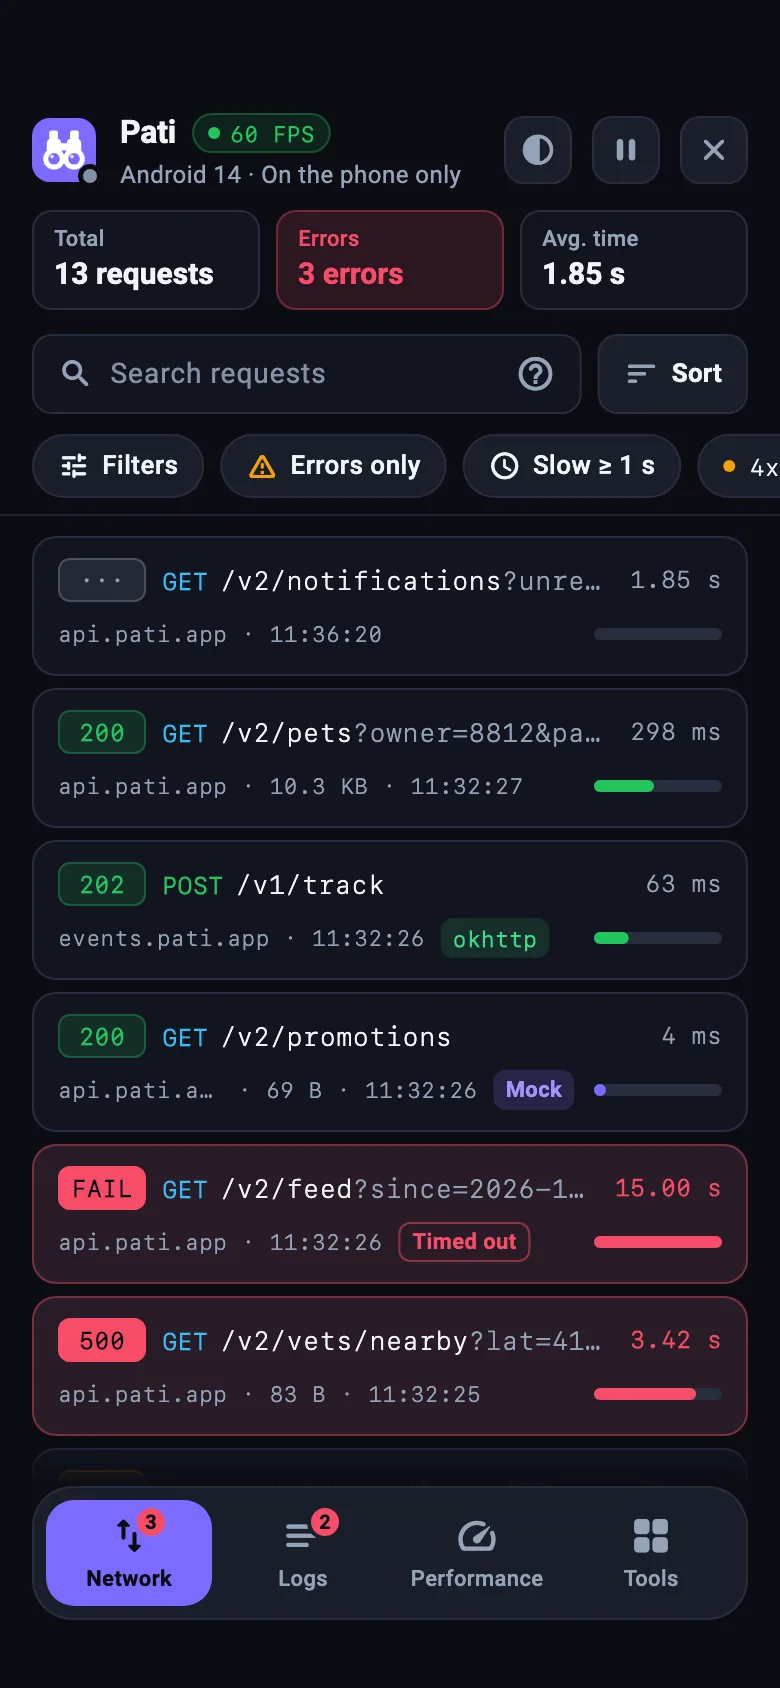 Pati
60 FPS
Android 14 · On the phone only
Total
13 requests
Errors
3 errors
Avg. time
1.85 s
Search requests
Sort
Filters
Errors only
Slow ≥ 1 s
4x
··· GET /v2/notifications?unre… 1.85 s
api.pati.app · 11:36:20
200 GET /v2/pets?owner=8812&pa… 298 ms
api.pati.app · 10.3 KB · 11:32:27
202 POST /v1/track 63 ms
events.pati.app · 11:32:26 okhttp
200 GET /v2/promotions 4 ms
api.pati.a… · 69 B · 11:32:26 Mock
FAIL GET /v2/feed?since=2026-1… 15.00 s
api.pati.app · 11:32:26 Timed out
500 GET /v2/vets/nearby?lat=41… 3.42 s
api.pati.app · 83 B · 11:32:25
3
Network
2
Logs
Performance
Tools